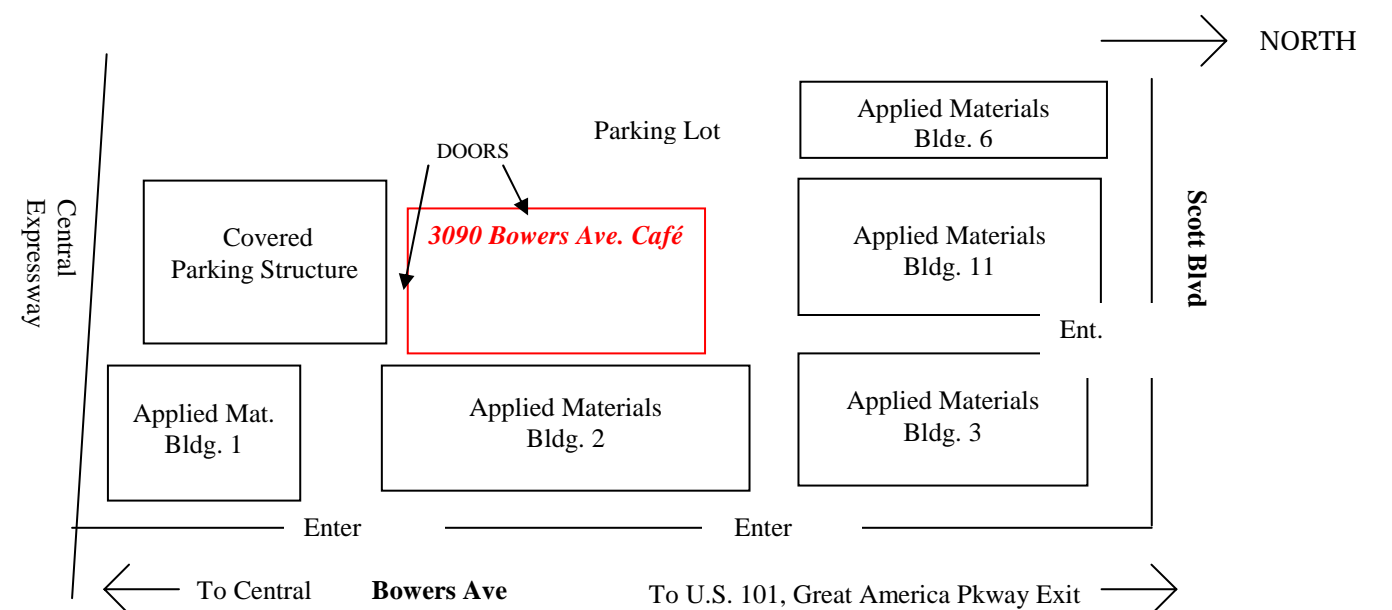 NORTH
Applied Materials
Bldg. 6
Parking Lot
DOORS
Central
Expressway
Covered
Parking Structure
3090 Bowers Ave. Café
Applied Materials
Bldg. 11
Scott Blvd
Ent.
Applied Mat.
Bldg. 1
Applied Materials
Bldg. 2
Applied Materials
Bldg. 3
Enter
Enter
To Central
Bowers Ave
To U.S. 101, Great America Pkway Exit